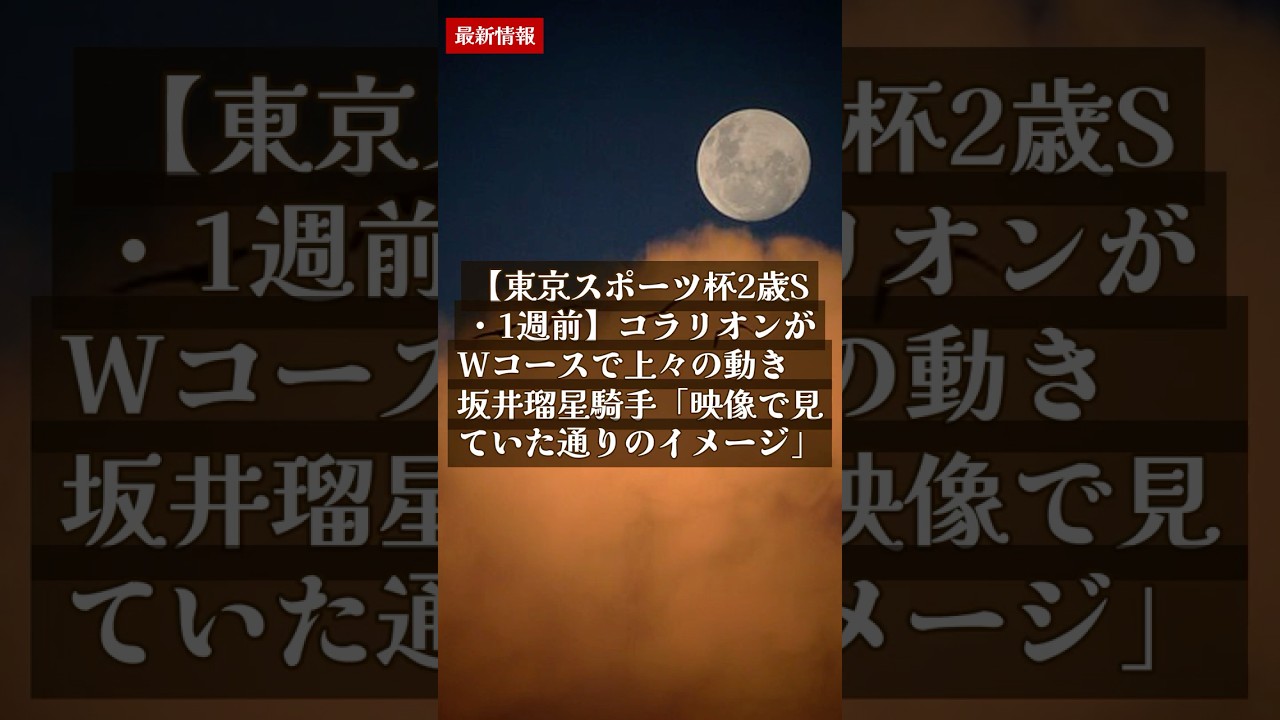 最新情報
【東京スポーツ杯2歳S
・1週前】コラリオンが
Wコースで上々の動き
坂井瑠星騎手「映像で見
ていた通りのイメージ」